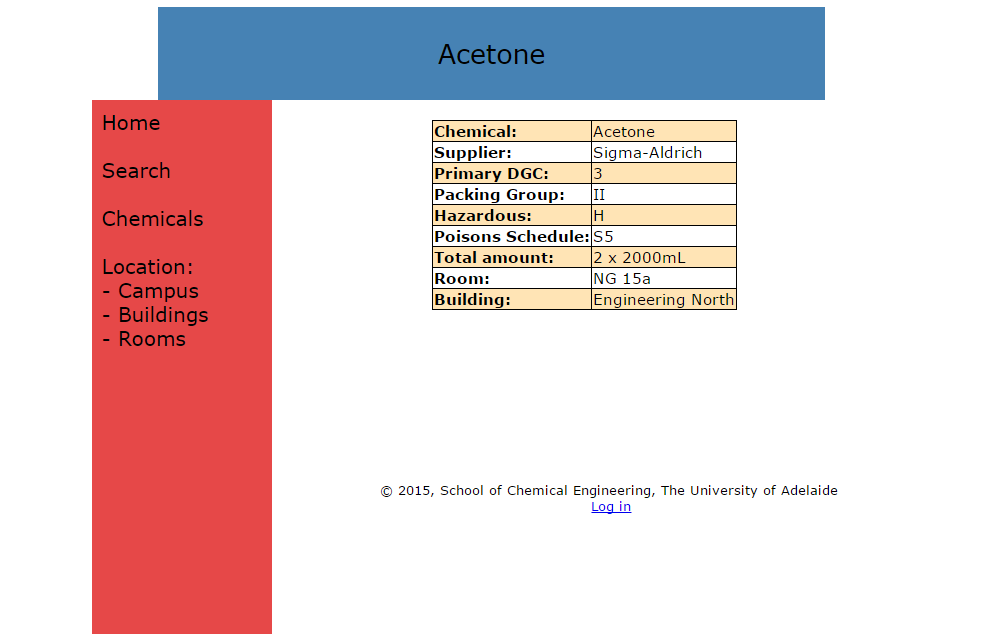 Acetone
Home
Search
Chemicals
Location:
- Campus
- Buildings
- Rooms
Chemical: Acetone
Supplier: Sigma-Aldrich
Primary DGC: 3
Packing Group: II
Hazardous: H
Poisons Schedule: S5
Total amount: 2 x 2000mL
Room: NG 15a
Building: Engineering North
© 2015, School of Chemical Engineering, The University of Adelaide
Log in